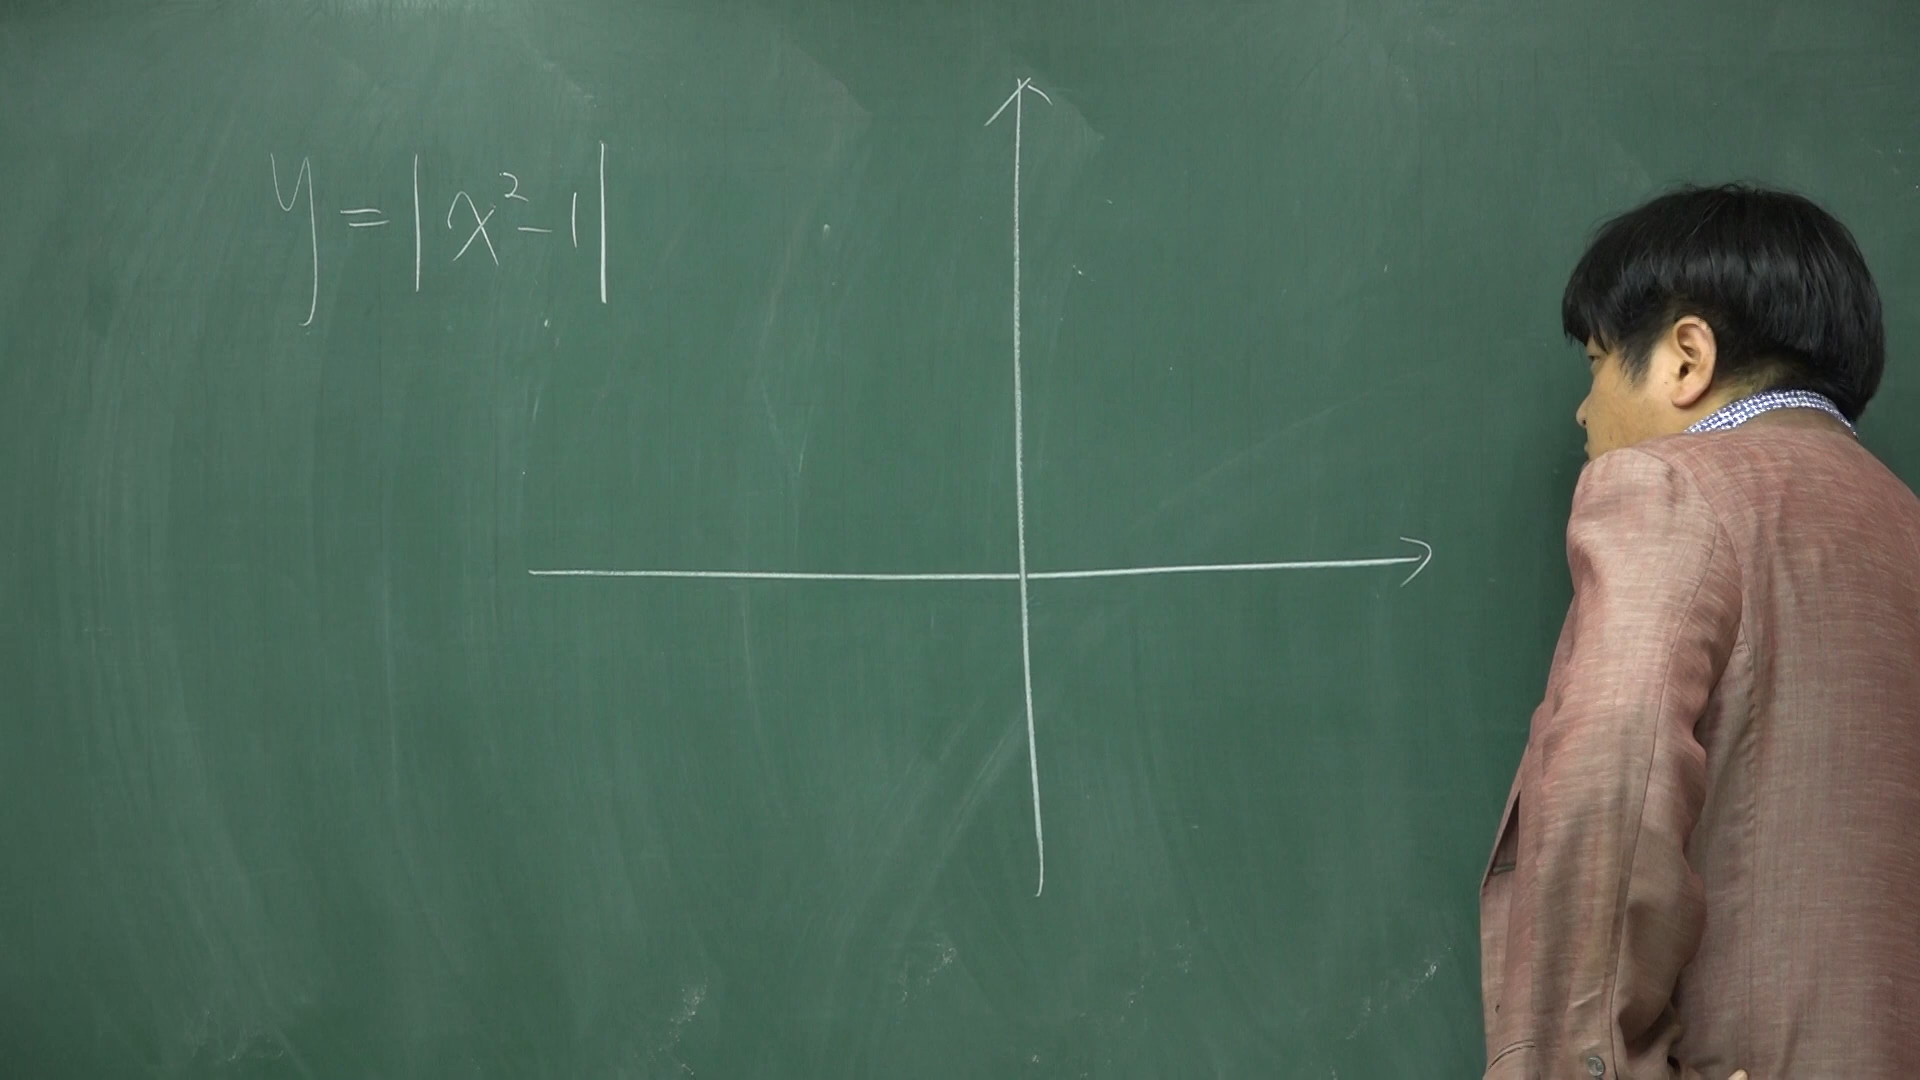 y = |x²-1|